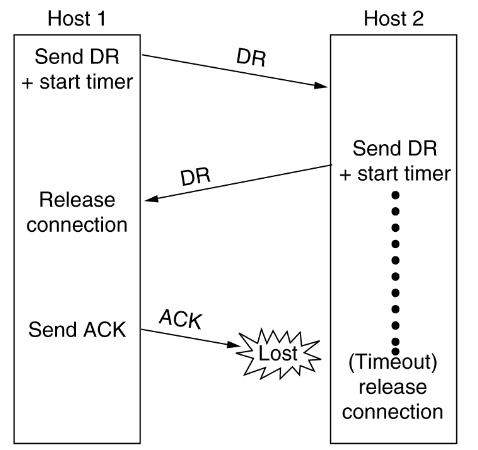 Host 1
Host 2
Send DR
+ start timer
DR
Send DR
+ start timer
DR
Release
connection
Send ACK
ACK
Lost
(Timeout)
release
connection